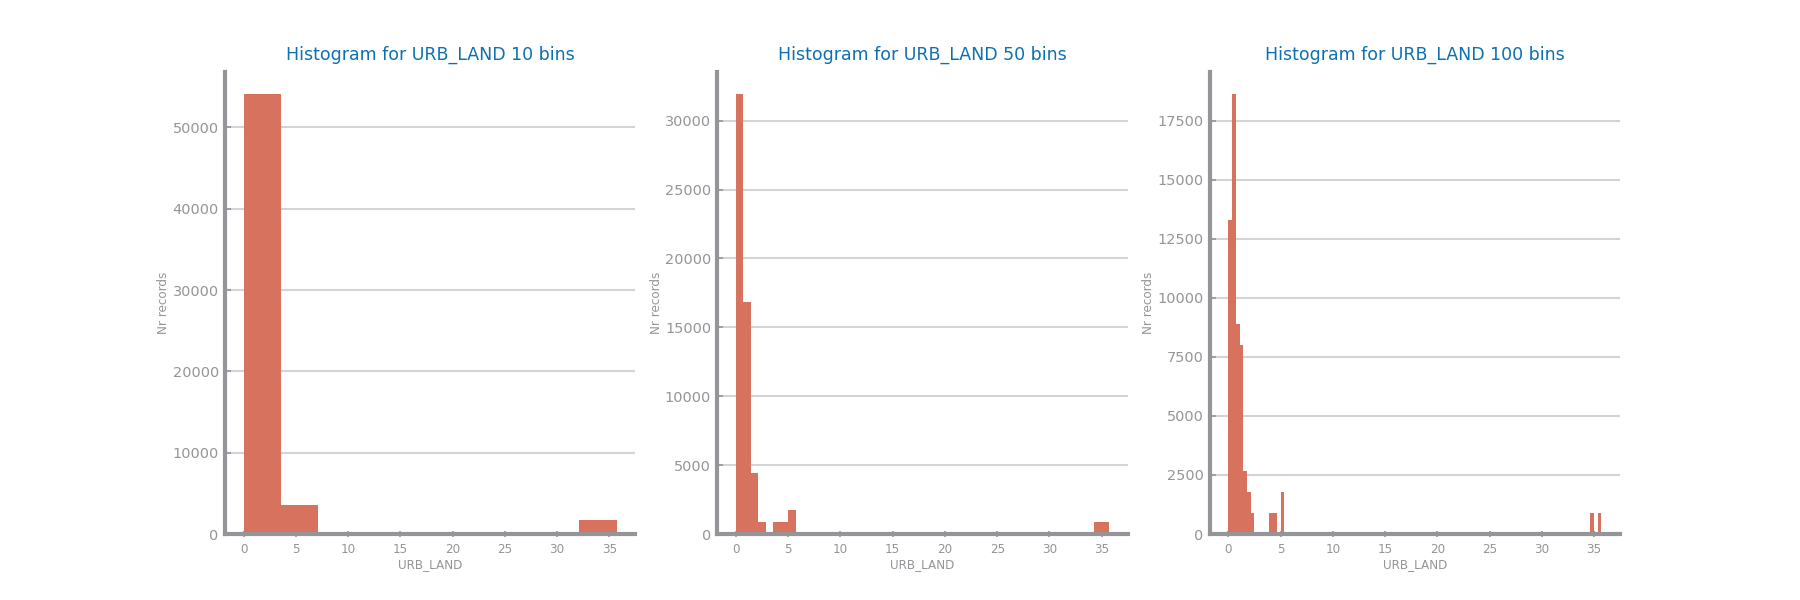 Histogram for URB_LAND 10 bins
50000
40000
30000
20000
10000
0
Nr records
0 5 10 15 20 25 30 35
URB_LAND
Histogram for URB_LAND 50 bins
30000
25000
20000
15000
10000
5000
0
Nr records
0 5 10 15 20 25 30 35
URB_LAND
Histogram for URB_LAND 100 bins
17500
15000
12500
10000
7500
5000
2500
0
Nr records
0 5 10 15 20 25 30 35
URB_LAND